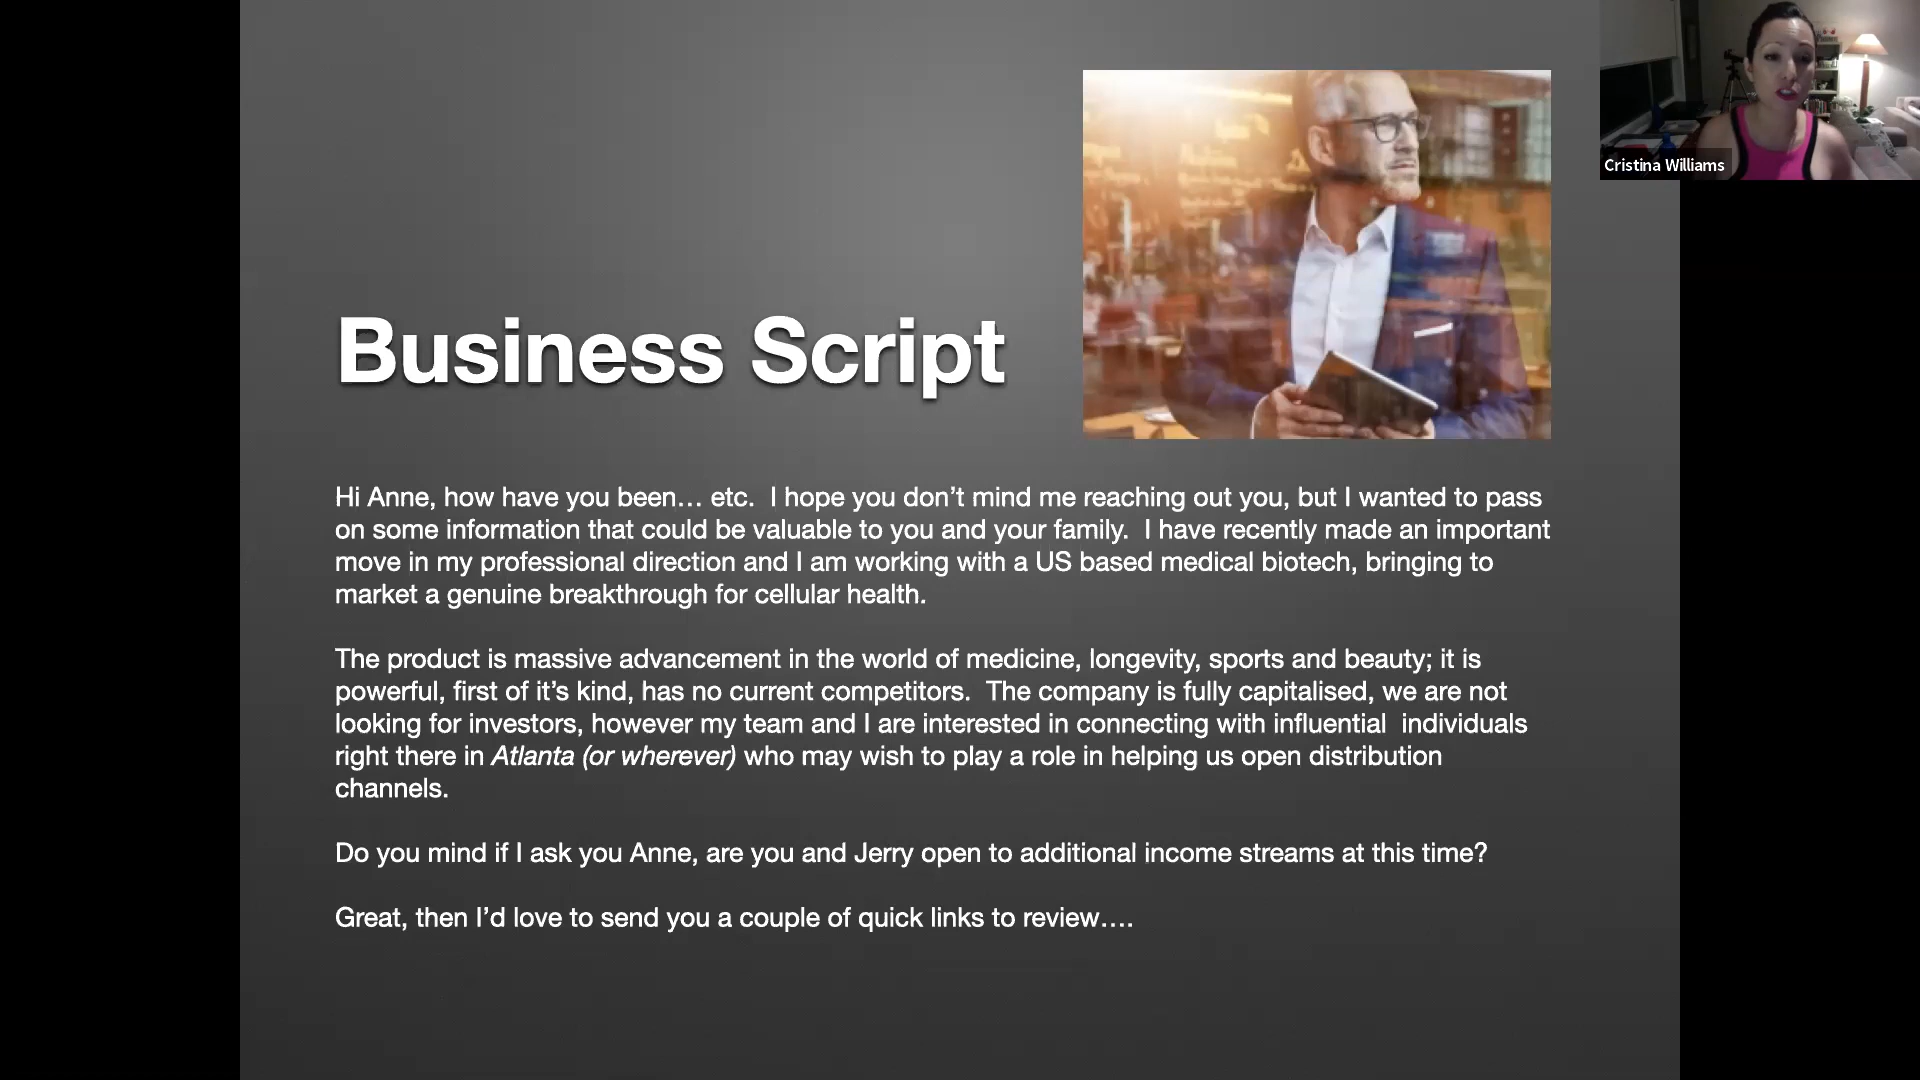 Cristina Williams
Business Script
Hi Anne, how have you been… etc.  I hope you don’t mind me reaching out you, but I wanted to pass
on some information that could be valuable to you and your family.  I have recently made an important
move in my professional direction and I am working with a US based medical biotech, bringing to
market a genuine breakthrough for cellular health.
The product is massive advancement in the world of medicine, longevity, sports and beauty; it is
powerful, first of it’s kind, has no current competitors.  The company is fully capitalised, we are not
looking for investors, however my team and I are interested in connecting with influential  individuals
right there in Atlanta (or wherever) who may wish to play a role in helping us open distribution
channels.
Do you mind if I ask you Anne, are you and Jerry open to additional income streams at this time?
Great, then I’d love to send you a couple of quick links to review….